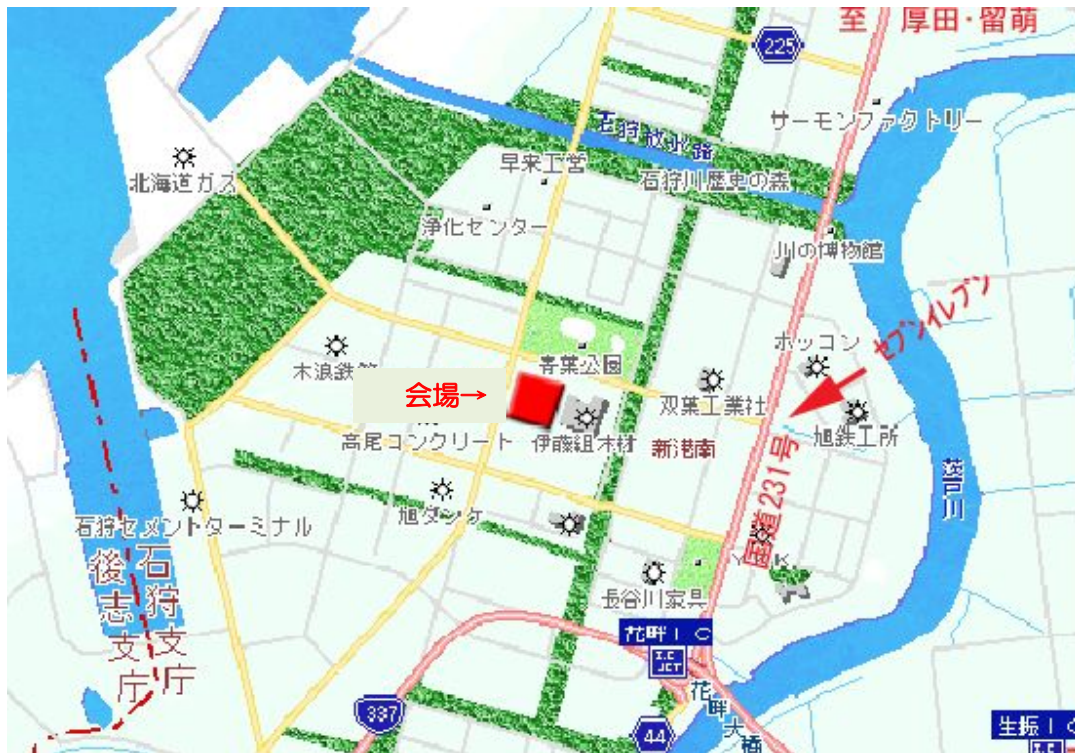 至 厚田・留萌
225
サーモンファクトリー
石狩放水路
早来工営
北海道ガス
石狩川歴史の森
浄化センター
川の博物館
セブンイレブン
ホッコン
青葉公園
会場→
双葉工業社
高尾コンクリート
伊藤組木材
新港南
旭鉄工所
国道231号
茨戸川
旭ダンケ
石狩セメントターミナル
石狩支庁
後志支庁
長谷川家具
花畔IC
I.C
JCT
花畔大橋
337
44
生振IC